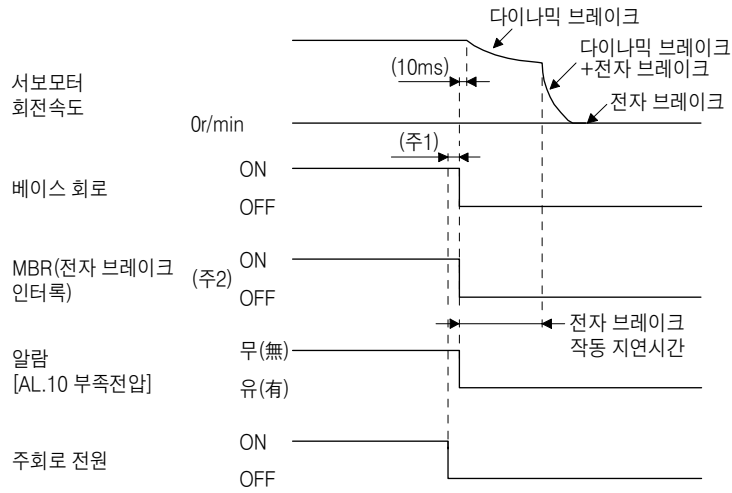 다이나믹 브레이크
다이나믹 브레이크
+전자 브레이크
(10ms)
서보모터
회전속도
전자 브레이크
0r/min
(주1)
베이스 회로
ON
OFF
MBR(전자 브레이크
인터록)
(주2)
ON
OFF
전자 브레이크
작동 지연시간
알람
[AL.10 부족전압]
무(無)
유(有)
주회로 전원
ON
OFF